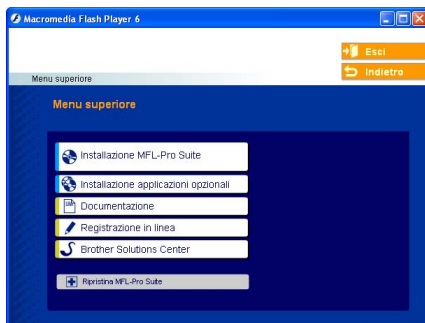 Macromedia Flash Player 6
Esci
Indietro
Menu superiore
Menu superiore
Installazione MFL-Pro Suite
Installazione applicazioni opzionali
Documentazione
Registrazione in linea
Brother Solutions Center
Ripristina MFL-Pro Suite